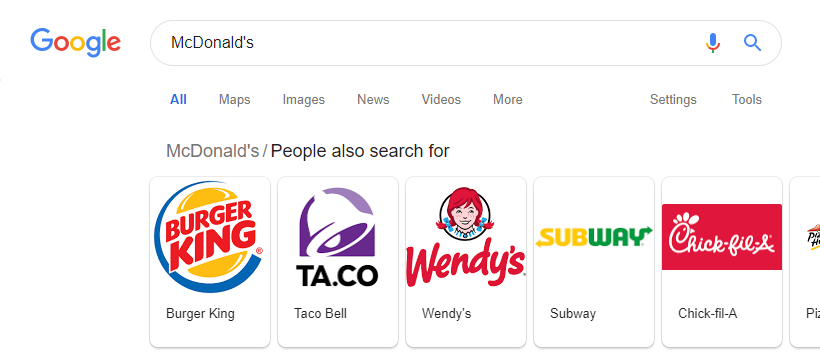 Google
McDonald's
All Maps Images News Videos More Settings Tools
McDonald's / People also search for
BURGER KING ®
TA.CO
Wendy's
SUBWAY
Chick-fil-A
Burger King
Taco Bell
Wendy's
Subway
Chick-fil-A
Piz